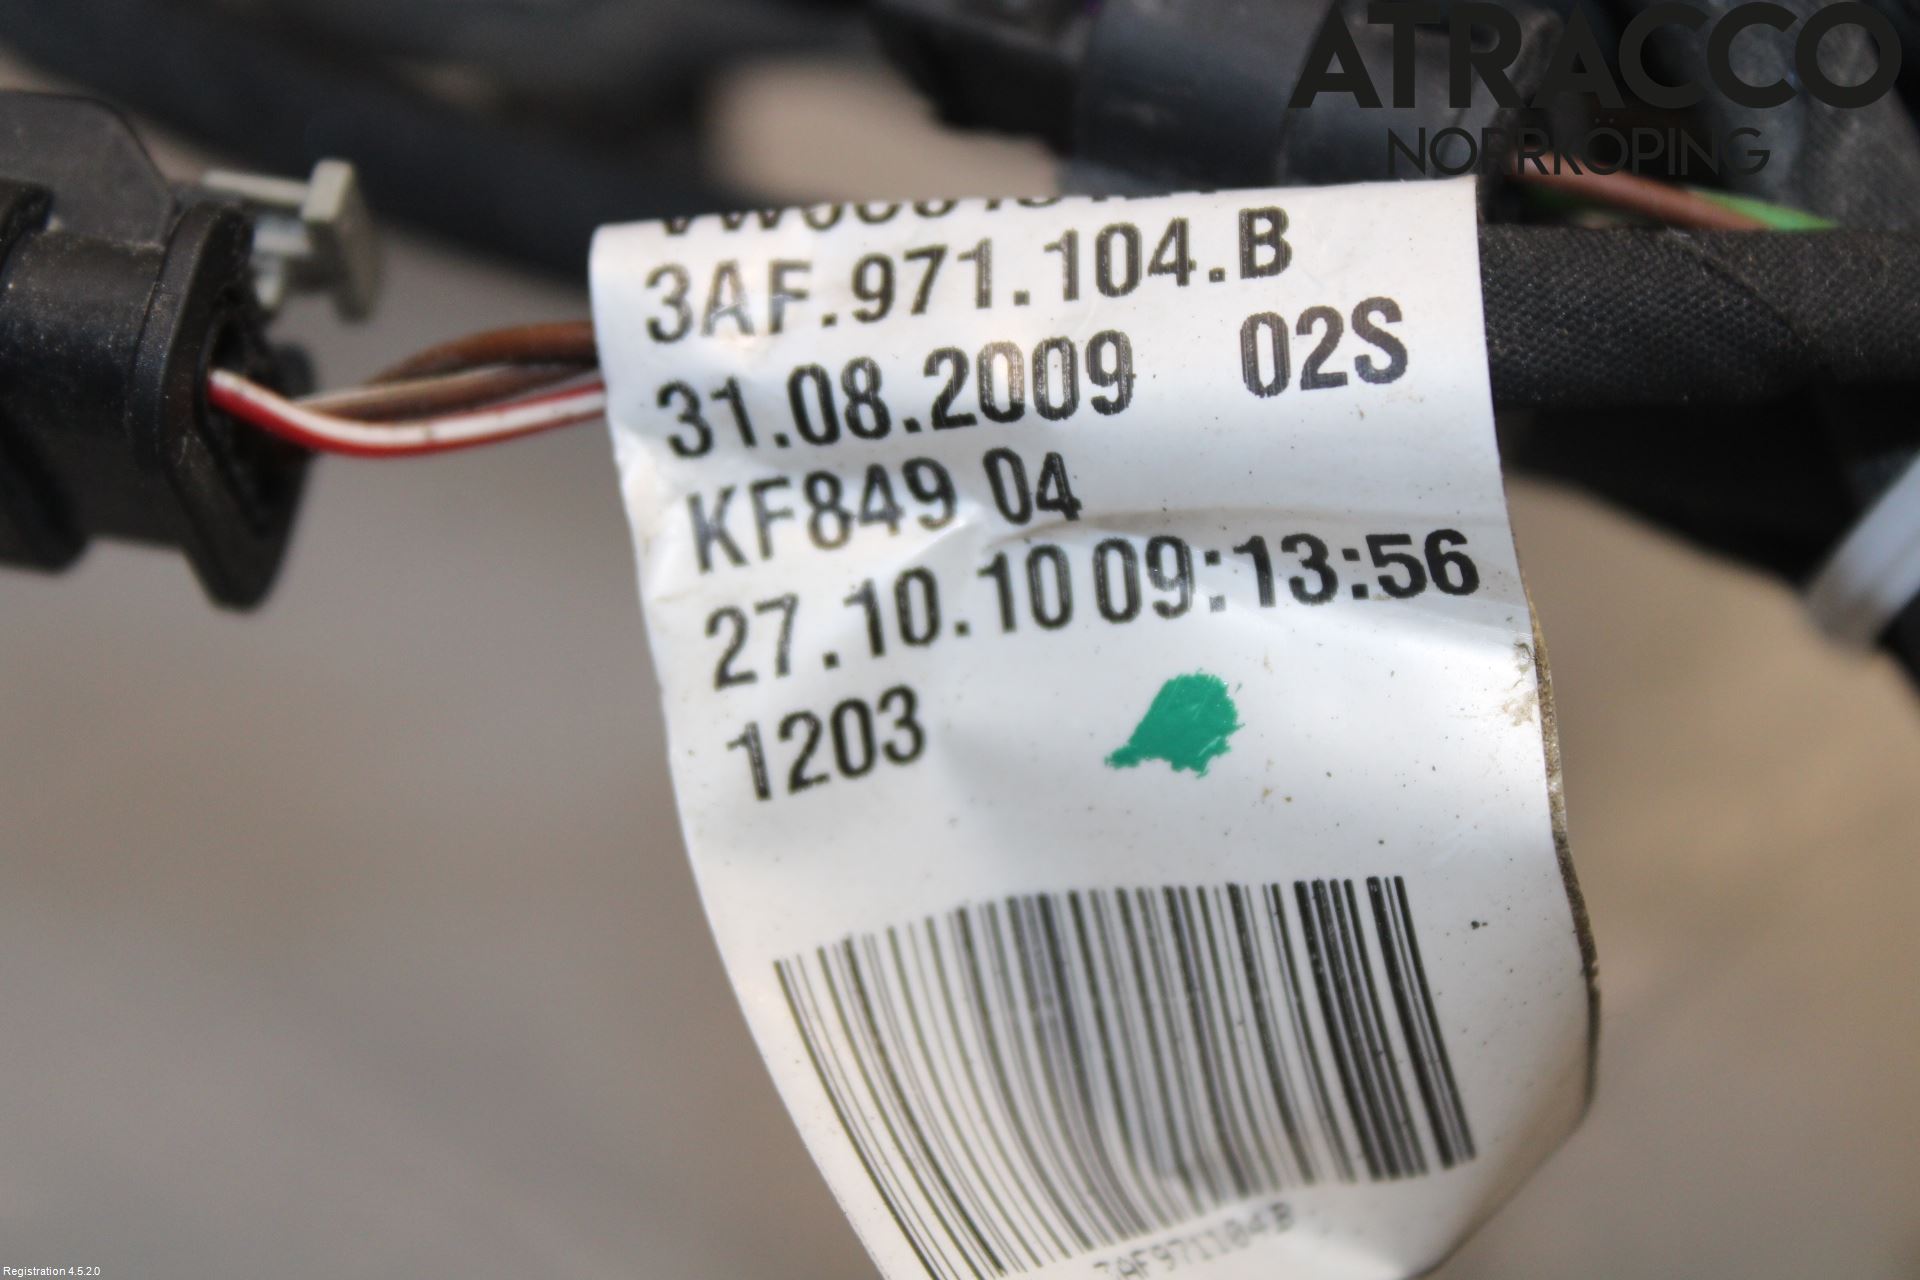 ATRACCO
NORRKÖPING
3AF.971.104.B
31.08.2009 02S
KF849 04
27.10.10 09:13:56
1203
3AF971104B
Registration 4.5.2.0